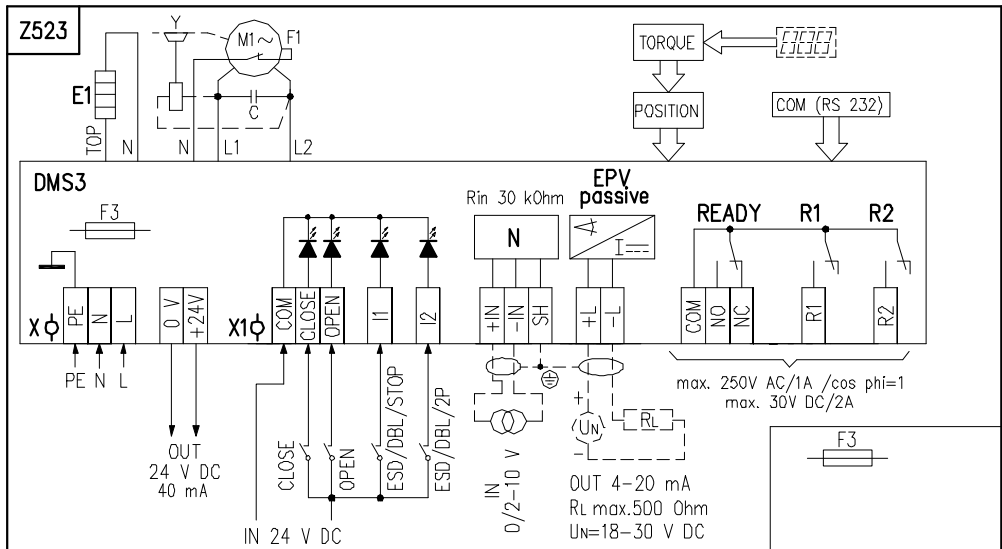 Z523
Y
M1 ~
F1
TORQUE
E1
C
POSITION
COM (RS 232)
TOP
N
N
L1
L2
DMS3
F3
Rin 30 kOhm
EPV
passive
N
I
READY
R1
R2
X
PE
N
L
0 V
+24V
X1
COM
CLOSE
OPEN
I1
I2
+IN
-IN
SH
+L
-L
COM
NO
NC
R1
R2
PE N L
OUT
24 V DC
40 mA
CLOSE
OPEN
ESD/DBL/STOP
ESD/DBL/2P
IN 24 V DC
IN
0/2-10 V
+
UN
-
RL
OUT 4-20 mA
RL max.500 Ohm
UN=18-30 V DC
max. 250V AC/1A /cos phi=1
max. 30V DC/2A
F3